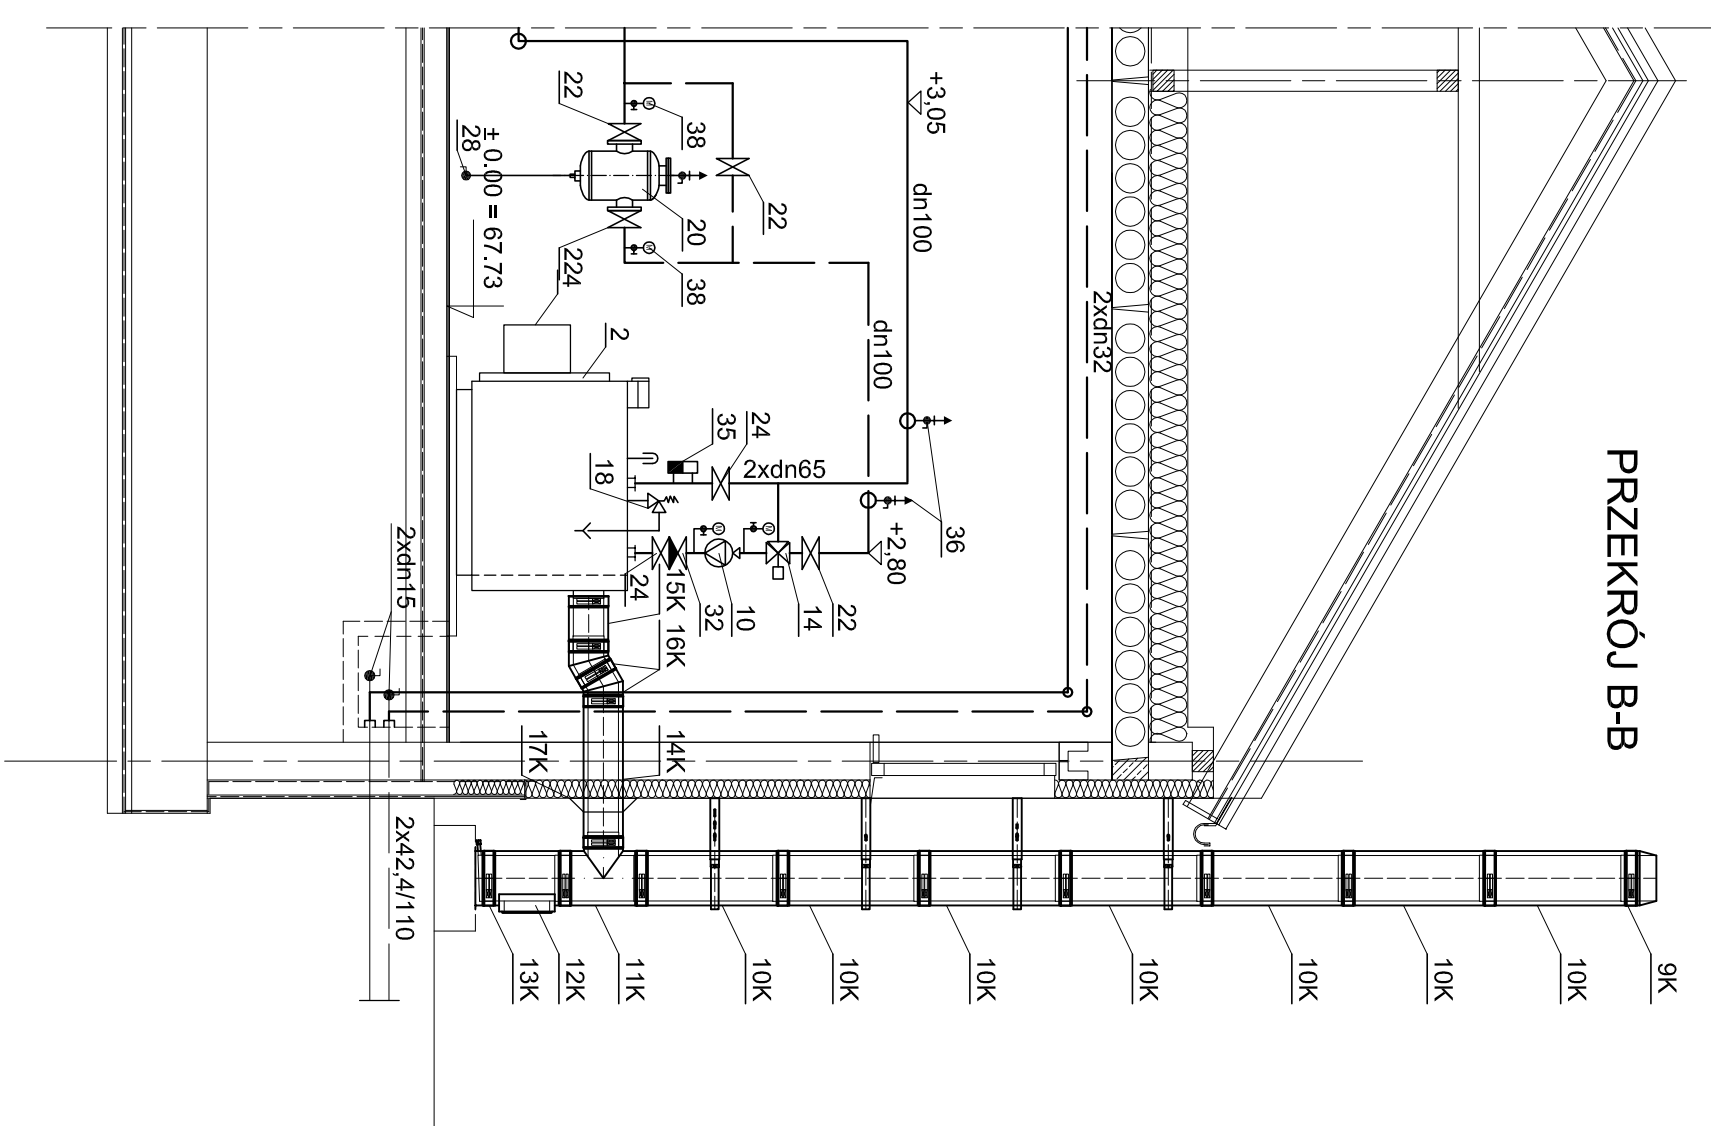 PRZEKRÓJ B-B
9K
10K
10K
10K
10K
10K
10K
10K
11K
12K
13K
2xdn32
+3,05
dn100
dn100
36
+2,80
22
22
38
20
38
22
224
28
± 0.00 = 67.73
2
24
35
2xdn65
18
22
14
10
32
24
15K
16K
14K
17K
2xdn15
2x42,4/110